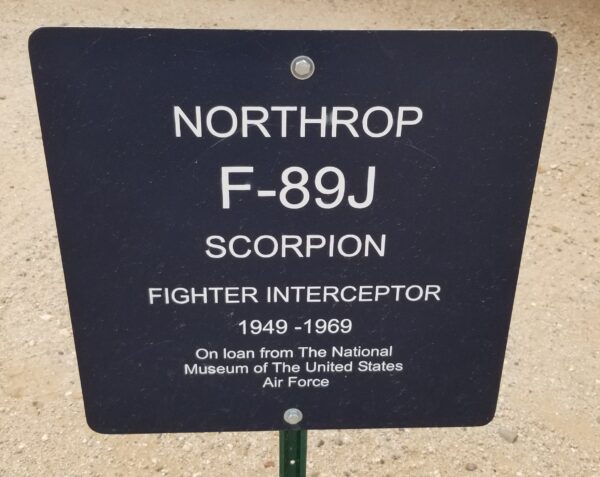 NORTHROP
F-89J
SCORPION
FIGHTER INTERCEPTOR
1949 -1969
On loan from The National
Museum of The United States
Air Force